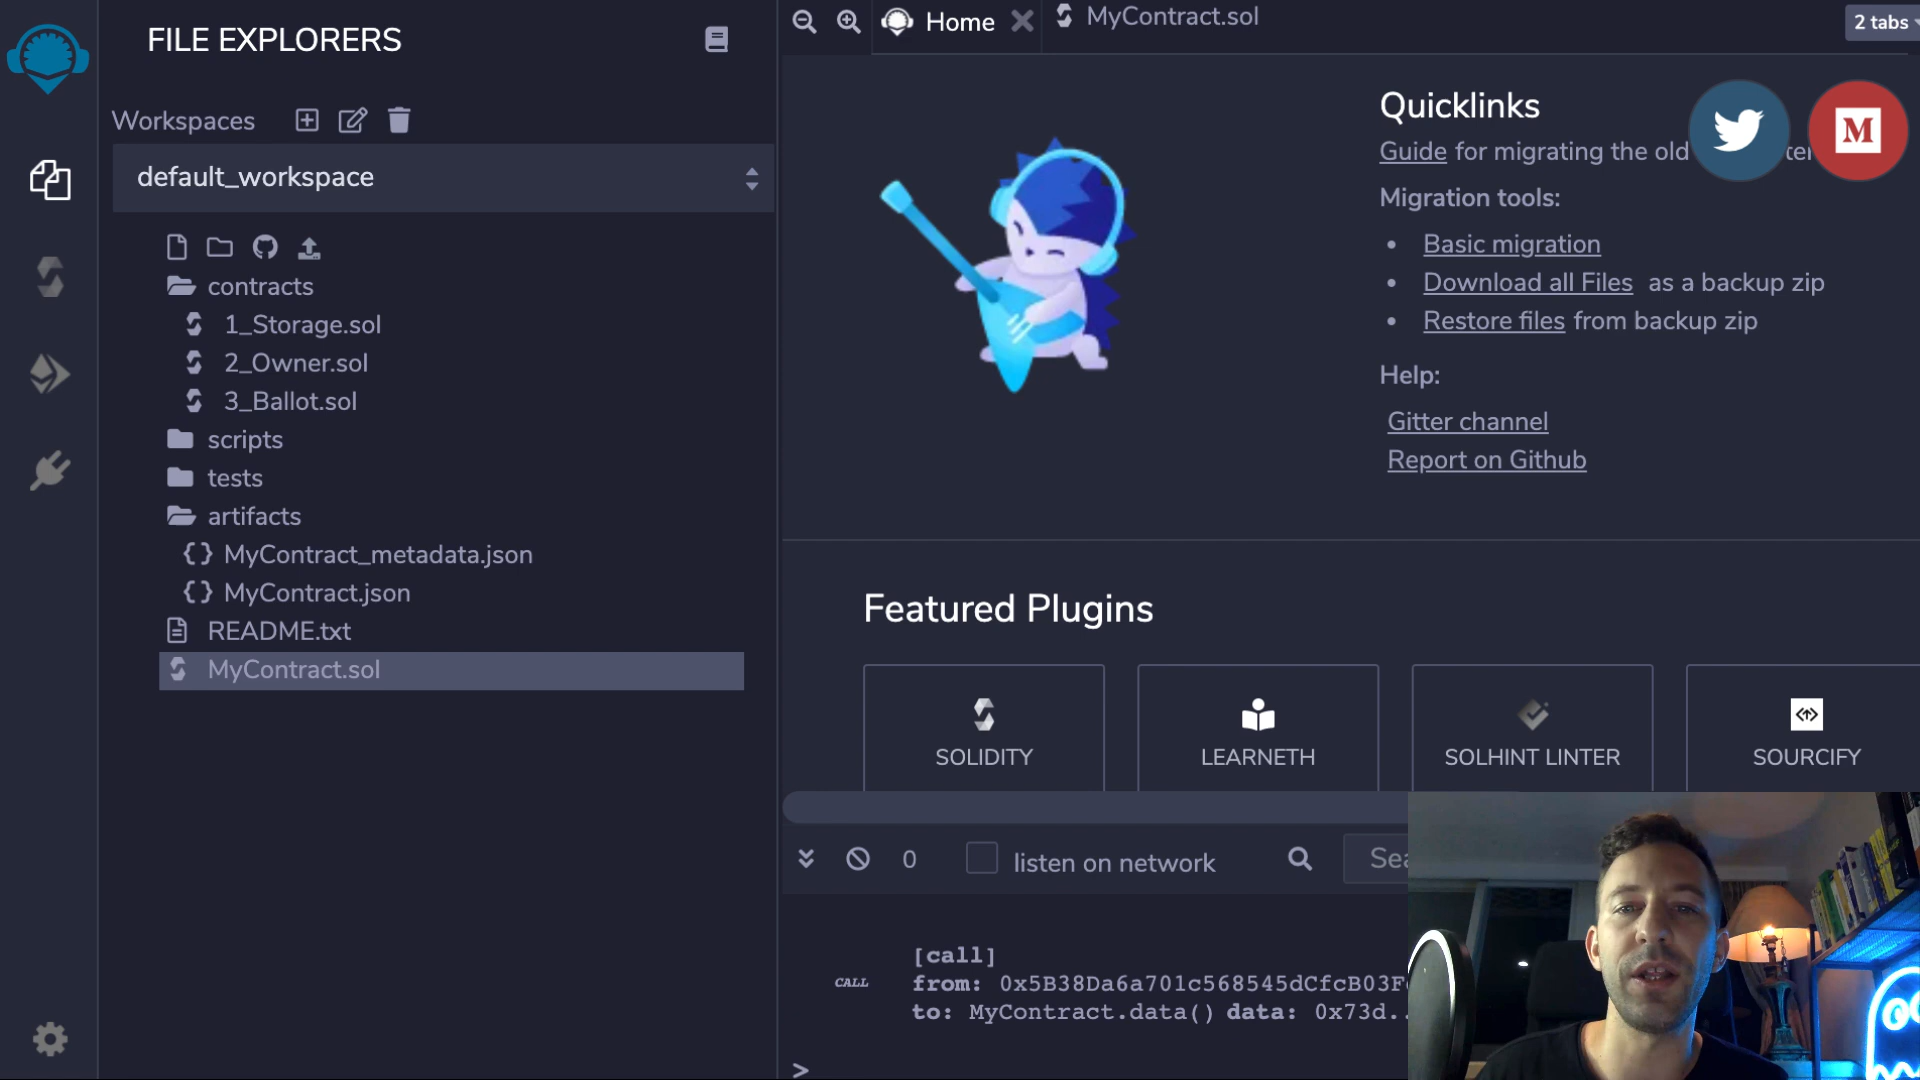 FILE EXPLORERS
Workspaces
default_workspace
contracts
1_Storage.sol
2_Owner.sol
3_Ballot.sol
scripts
tests
artifacts
MyContract_metadata.json
MyContract.json
README.txt
MyContract.sol
Home
MyContract.sol
2 tabs
Quicklinks
Guide for migrating the old
Migration tools:
Basic migration
Download all Files as a backup zip
Restore files from backup zip
Help:
Gitter channel
Report on Github
M
Featured Plugins
SOLIDITY
LEARNETH
SOLHINT LINTER
SOURCIFY
0
listen on network
CALL
[call]
from: 0x5B38Da6a701c568545dCfcB03F
to: MyContract.data() data: 0x73d..
>